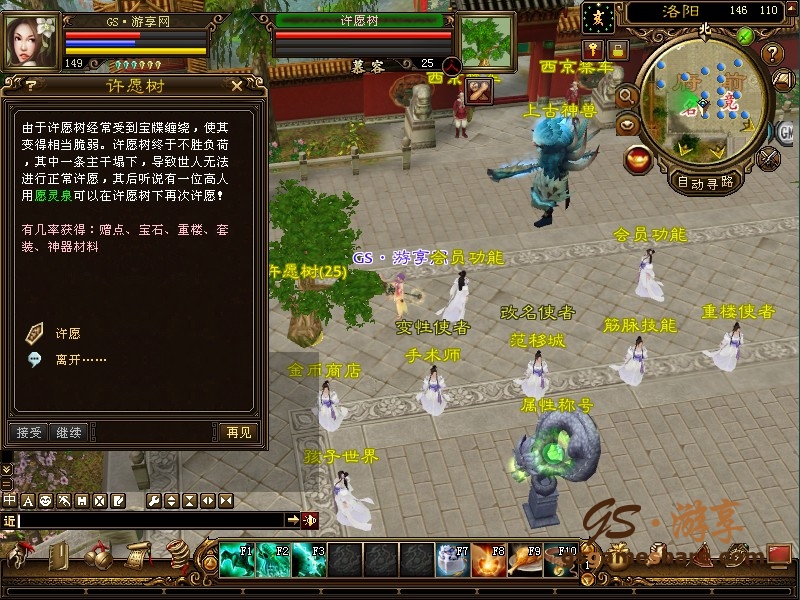 GS·游享网
149
许愿树
慕容
25
洛阳
146 110
亥
北
自动寻路
GM
许愿树
由于许愿树经常受到宝牒缠绕，使其
变得相当脆弱。许愿树终于不胜负荷
，其中一条主干塌下，导致世人无法
进行正常许愿，其后听说有一位高人
用愿灵泉可以在许愿树下再次许愿！
有几率获得：赠点、宝石、重楼、套
装、神器材料
许愿
离开……
接受
继续
再见
西京禁车
上古神兽
会员功能
GS·游享
会员功能
许愿树(25)
变性使者
改名使者
筋脉技能
重楼使者
手术师
范移城
金币商店
属性称号
孩子世界
中
A
近
F1
F2
F3
F7
F8
F9
F10
GS·游享